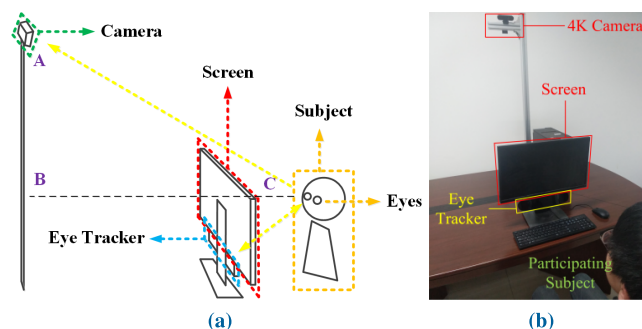 Camera
A
Screen
Subject
B
C
Eyes
Eye Tracker
(a)
4K Camera
Screen
Eye
Tracker
Participating
Subject
(b)